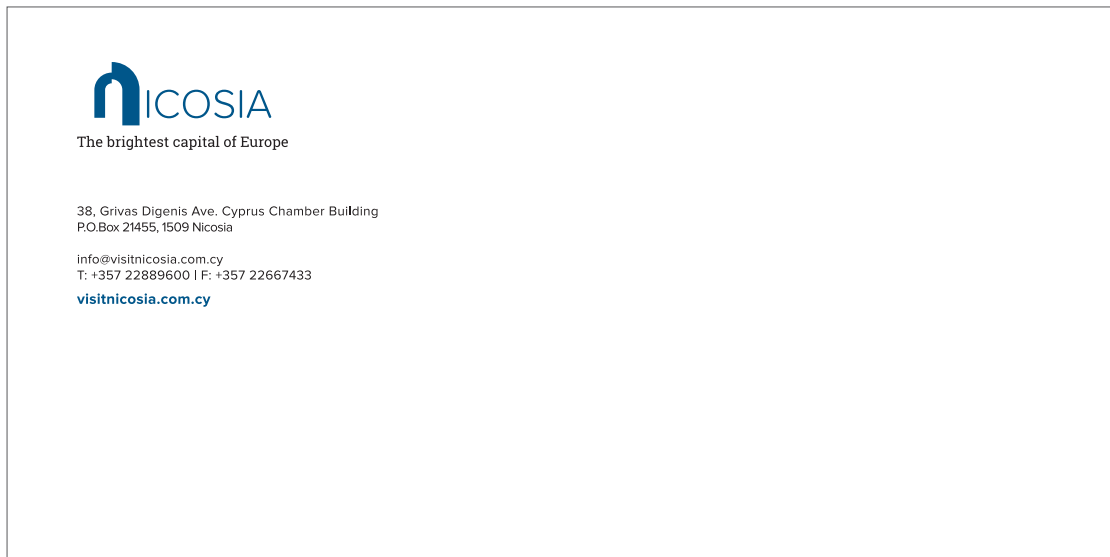 nICOSIA
The brightest capital of Europe
38, Grivas Digenis Ave. Cyprus Chamber Building
P.O.Box 21455, 1509 Nicosia
info@visitnicosia.com.cy
T: +357 22889600 | F: +357 22667433
visitnicosia.com.cy